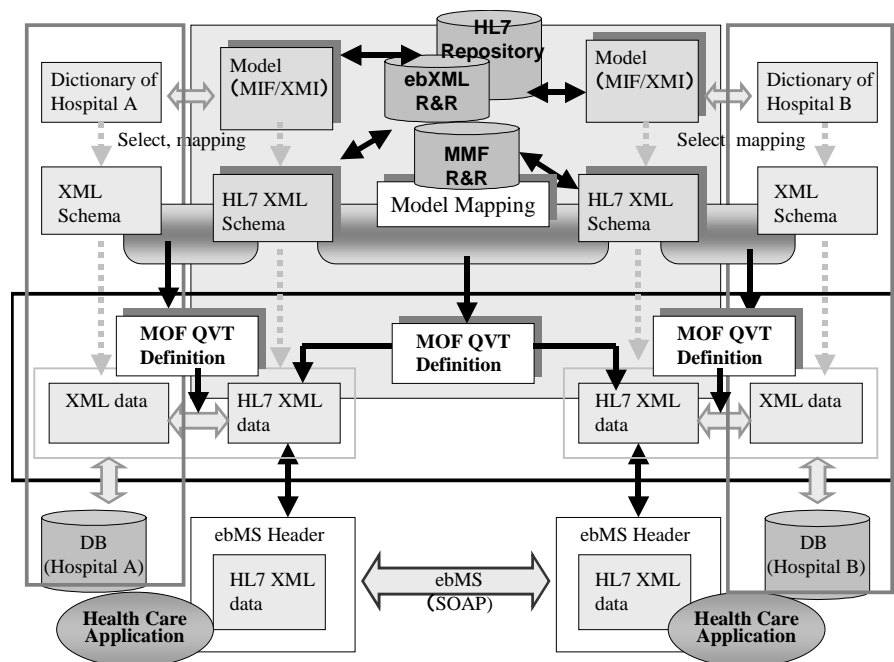 HL7
Repository
Dictionary of
Hospital A
Model
（MIF/XMI）
ebXML
R&R
Model
（MIF/XMI）
Dictionary of
Hospital B
Select, mapping
MMF
R&R
Select, mapping
XML
Schema
HL7 XML
Schema
Model Mapping
HL7 XML
Schema
XML
Schema
MOF QVT
Definition
MOF QVT
Definition
MOF QVT
Definition
XML data
HL7 XML
data
HL7 XML
data
XML data
DB
(Hospital A)
ebMS Header
HL7 XML
data
ebMS
（SOAP)
ebMS Header
HL7 XML
data
DB
(Hospital B)
Health Care
Application
Health Care
Application